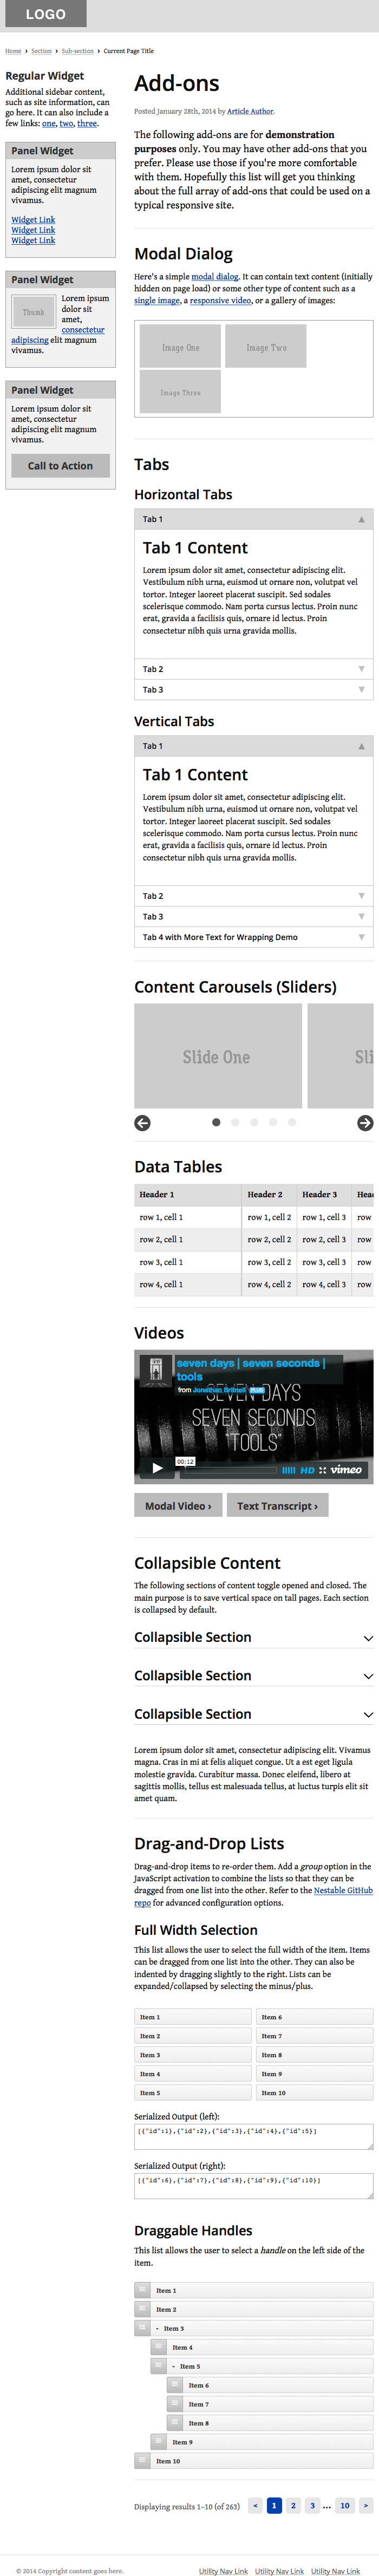 LOGO
Home › Section › Sub-section › Current Page Title
Regular Widget
Additional sidebar content,
such as site information, can
go here. It can also include a
few links: one, two, three.
Panel Widget
Lorem ipsum dolor sit
amet, consectetur
adipiscing elit magnum
vivamus.
Widget Link
Widget Link
Widget Link
Panel Widget
Thumb
Lorem ipsum
dolor sit
amet,
consectetur
adipiscing elit magnum
vivamus.
Panel Widget
Lorem ipsum dolor sit
amet, consectetur
adipiscing elit magnum
vivamus.
Call to Action
Add-ons
Posted January 28th, 2014 by Article Author.
The following add-ons are for demonstration
purposes only. You may have other add-ons that you
prefer. Please use those if you're more comfortable
with them. Hopefully this list will get you thinking
about the full array of add-ons that could be used on a
typical responsive site.
Modal Dialog
Here's a simple modal dialog. It can contain text content (initially
hidden on page load) or some other type of content such as a
single image, a responsive video, or a gallery of images:
Image One
Image Two
Image Three
Tabs
Horizontal Tabs
Tab 1
Tab 1 Content
Lorem ipsum dolor sit amet, consectetur adipiscing elit.
Vestibulum nibh urna, euismod ut ornare non, volutpat vel
tortor. Integer laoreet placerat suscipit. Sed sodales
scelerisque commodo. Nam porta cursus lectus. Proin nunc
erat, gravida a facilisis quis, ornare id lectus. Proin
consectetur nibh quis urna gravida mollis.
Tab 2
Tab 3
Vertical Tabs
Tab 1
Tab 1 Content
Lorem ipsum dolor sit amet, consectetur adipiscing elit.
Vestibulum nibh urna, euismod ut ornare non, volutpat vel
tortor. Integer laoreet placerat suscipit. Sed sodales
scelerisque commodo. Nam porta cursus lectus. Proin nunc
erat, gravida a facilisis quis, ornare id lectus. Proin
consectetur nibh quis urna gravida mollis.
Tab 2
Tab 3
Tab 4 with More Text for Wrapping Demo
Content Carousels (Sliders)
Slide One
Sli
Data Tables
Header 1 Header 2 Header 3 Hea
row 1, cell 1 row 1, cell 2 row 1, cell 3 row
row 2, cell 1 row 2, cell 2 row 2, cell 3 row
row 3, cell 1 row 3, cell 2 row 3, cell 3 row
row 4, cell 1 row 4, cell 2 row 4, cell 3 row
Videos
seven days | seven seconds |
tools
from Jonathan Britnell PLUS
SEVEN DAYS
SEVEN SECONDS
"TOOLS"
00:12
HD vimeo
Modal Video ›
Text Transcript ›
Collapsible Content
The following sections of content toggle opened and closed. The
main purpose is to save vertical space on tall pages. Each section
is collapsed by default.
Collapsible Section
Collapsible Section
Collapsible Section
Lorem ipsum dolor sit amet, consectetur adipiscing elit. Vivamus
magna. Cras in mi at felis aliquet congue. Ut a est eget ligula
molestie gravida. Curabitur massa. Donec eleifend, libero at
sagittis mollis, tellus est malesuada tellus, at luctus turpis elit sit
amet quam.
Drag-and-Drop Lists
Drag-and-drop items to re-order them. Add a group option in the
JavaScript activation to combine the lists so that they can be
dragged from one list into the other. Refer to the Nestable GitHub
repo for advanced configuration options.
Full Width Selection
This list allows the user to select the full width of the item. Items
can be dragged from one list into the other. They can also be
indented by dragging slightly to the right. Lists can be
expanded/collapsed by selecting the minus/plus.
Item 1
Item 2
Item 3
Item 4
Item 5
Item 6
Item 7
Item 8
Item 9
Item 10
Serialized Output (left):
[{"id":1},{"id":2},{"id":3},{"id":4},{"id":5}]
Serialized Output (right):
[{"id":6},{"id":7},{"id":8},{"id":9},{"id":10}]
Draggable Handles
This list allows the user to select a handle on the left side of the
item.
Item 1
Item 2
- Item 3
Item 4
- Item 5
Item 6
Item 7
Item 8
Item 9
Item 10
Displaying results 1–10 (of 263) < 1 2 3 ... 10 >
© 2014 Copyright content goes here. Utility Nav Link Utility Nav Link Utility Nav Link